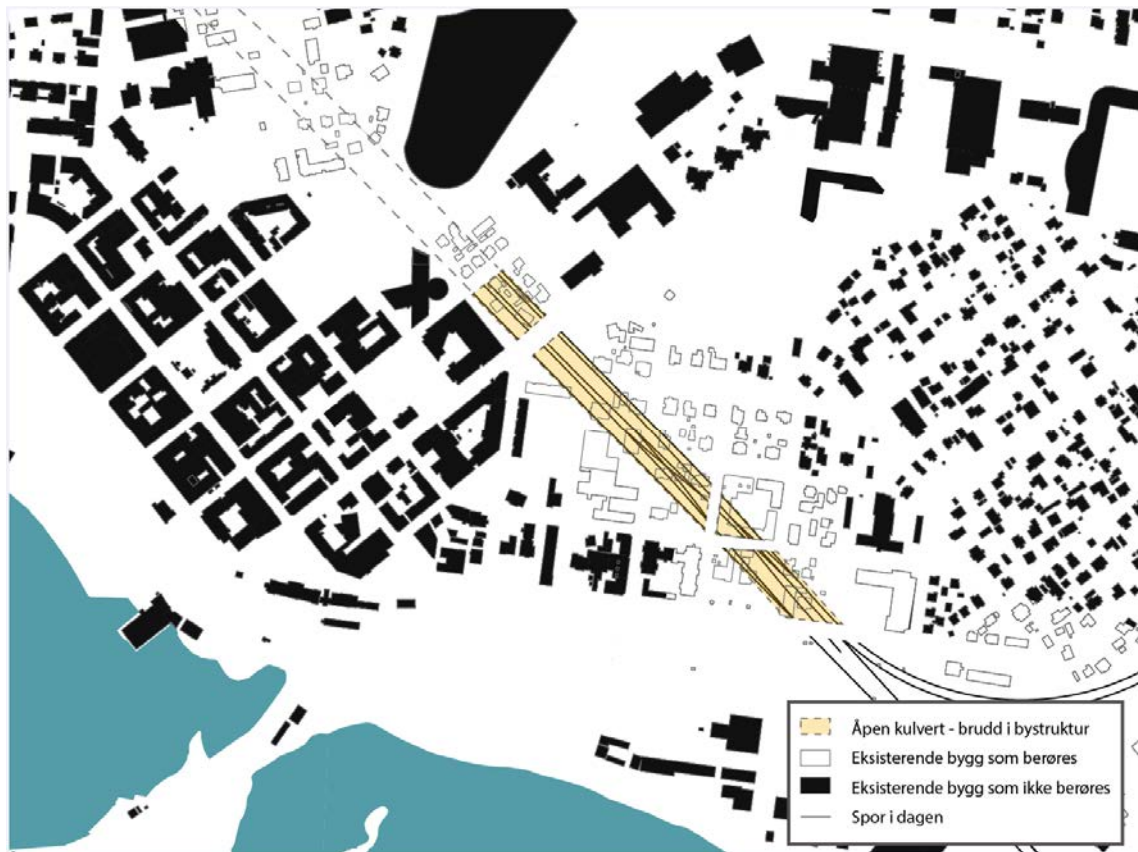 Åpen kulvert - brudd i bystruktur
Eksisterende bygg som berøres
Eksisterende bygg som ikke berøres
Spor i dagen